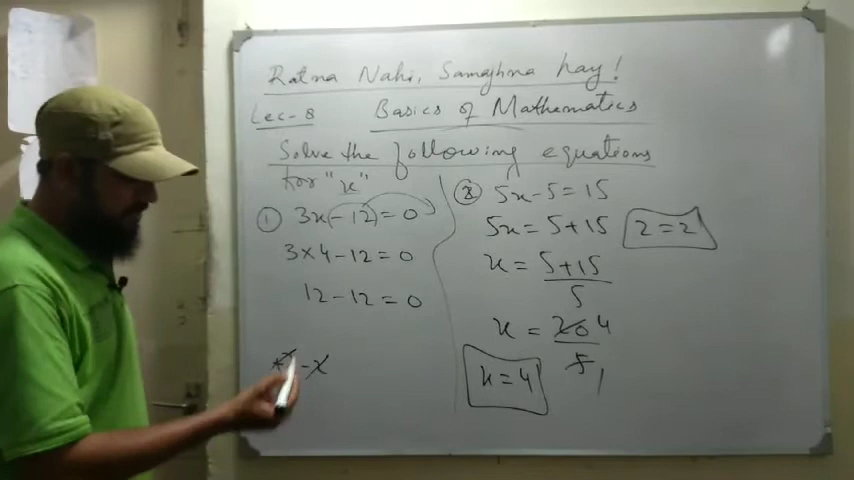 Ratna Nahi, Samajhna hay!
Lec-8 Basics of Mathematics
Solve the following equations
for "x"
① 3x(-12) = 0
3×4-12 = 0
12-12 = 0
-x
② 5x-5 = 15
5x = 5+15
x = 5+15
5
x = 20 4
5 1
x = 4
2 = 2